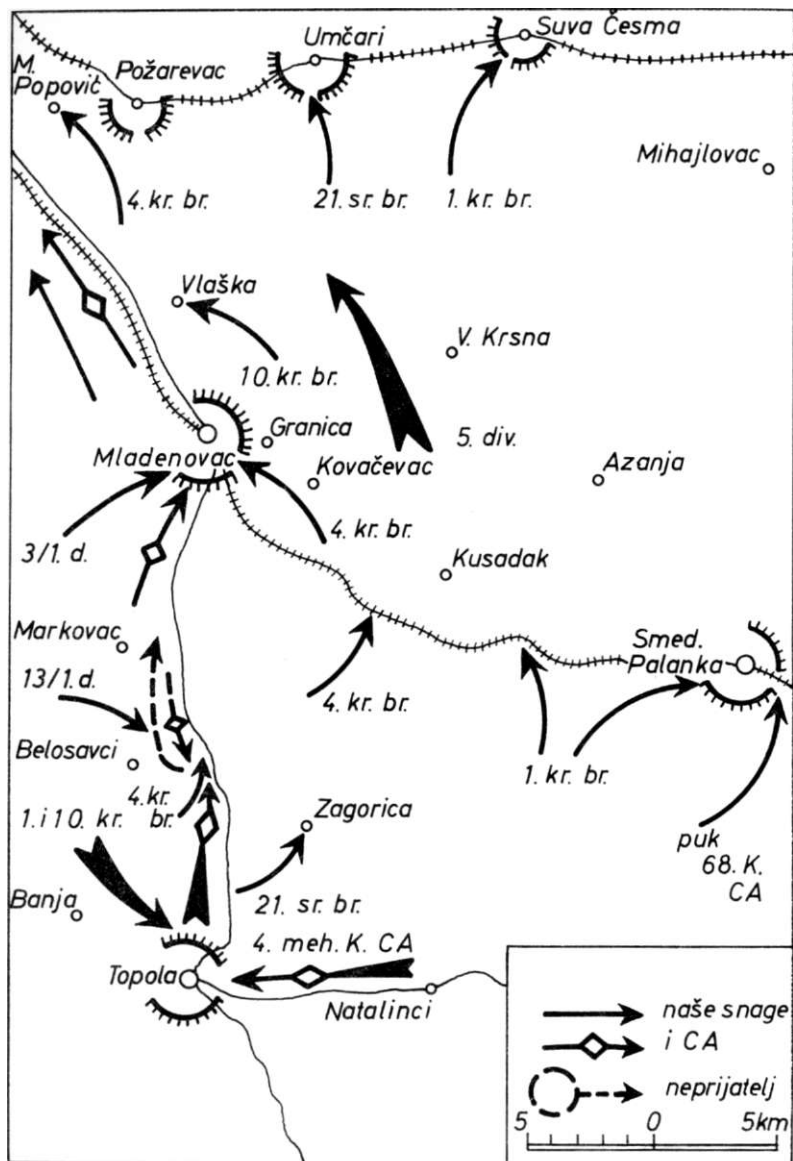 Suva Česma
Umčari
M.
Popović
Požarevac
Mihajlovac
4. kr. br.
21. sr. br.
1. kr. br.
Vlaška
V. Krsna
10. kr. br.
Granica
5. div.
Mladenovac
Kovačevac
Azanja
3/1. d.
4. kr. br.
Kusadak
Markovac
Smed.
Palanka
13/1. d.
4. kr. br.
Belosavci
1. kr. br.
4. kr.
br.
Zagorica
1. i 10. kr.
puk
68. K.
CA
Banja
21. sr. br.
4. meh. K. CA
Topola
Natalinci
naše snage
i CA
neprijatelj
5 0 5km